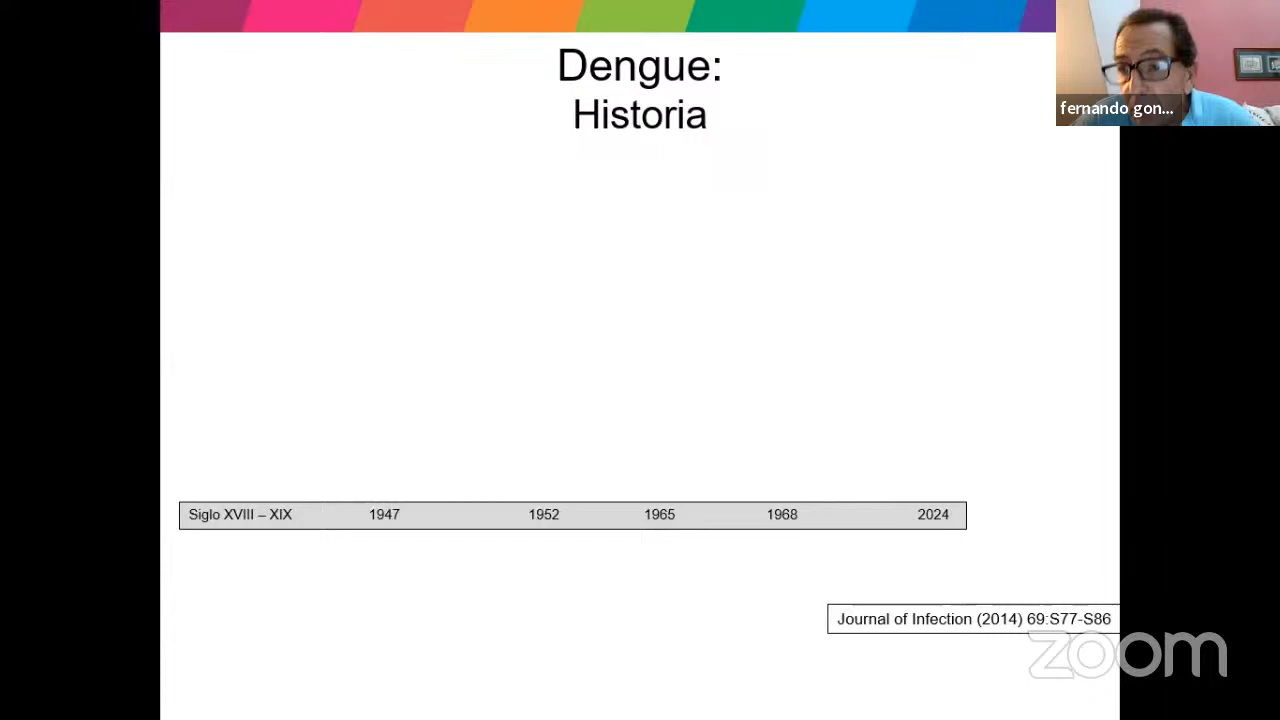 Dengue:
Historia
fernando gon...
Siglo XVIII – XIX 1947 1952 1965 1968 2024
Journal of Infection (2014) 69:S77-S86
zoom